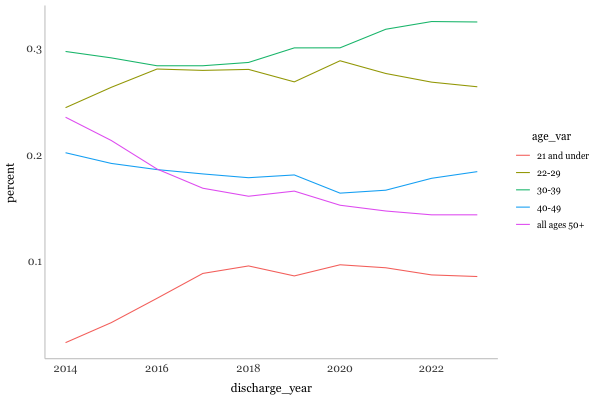 0.3
0.2
0.1
percent
2014 2016 2018 2020 2022
discharge_year
age_var
21 and under
22-29
30-39
40-49
all ages 50+